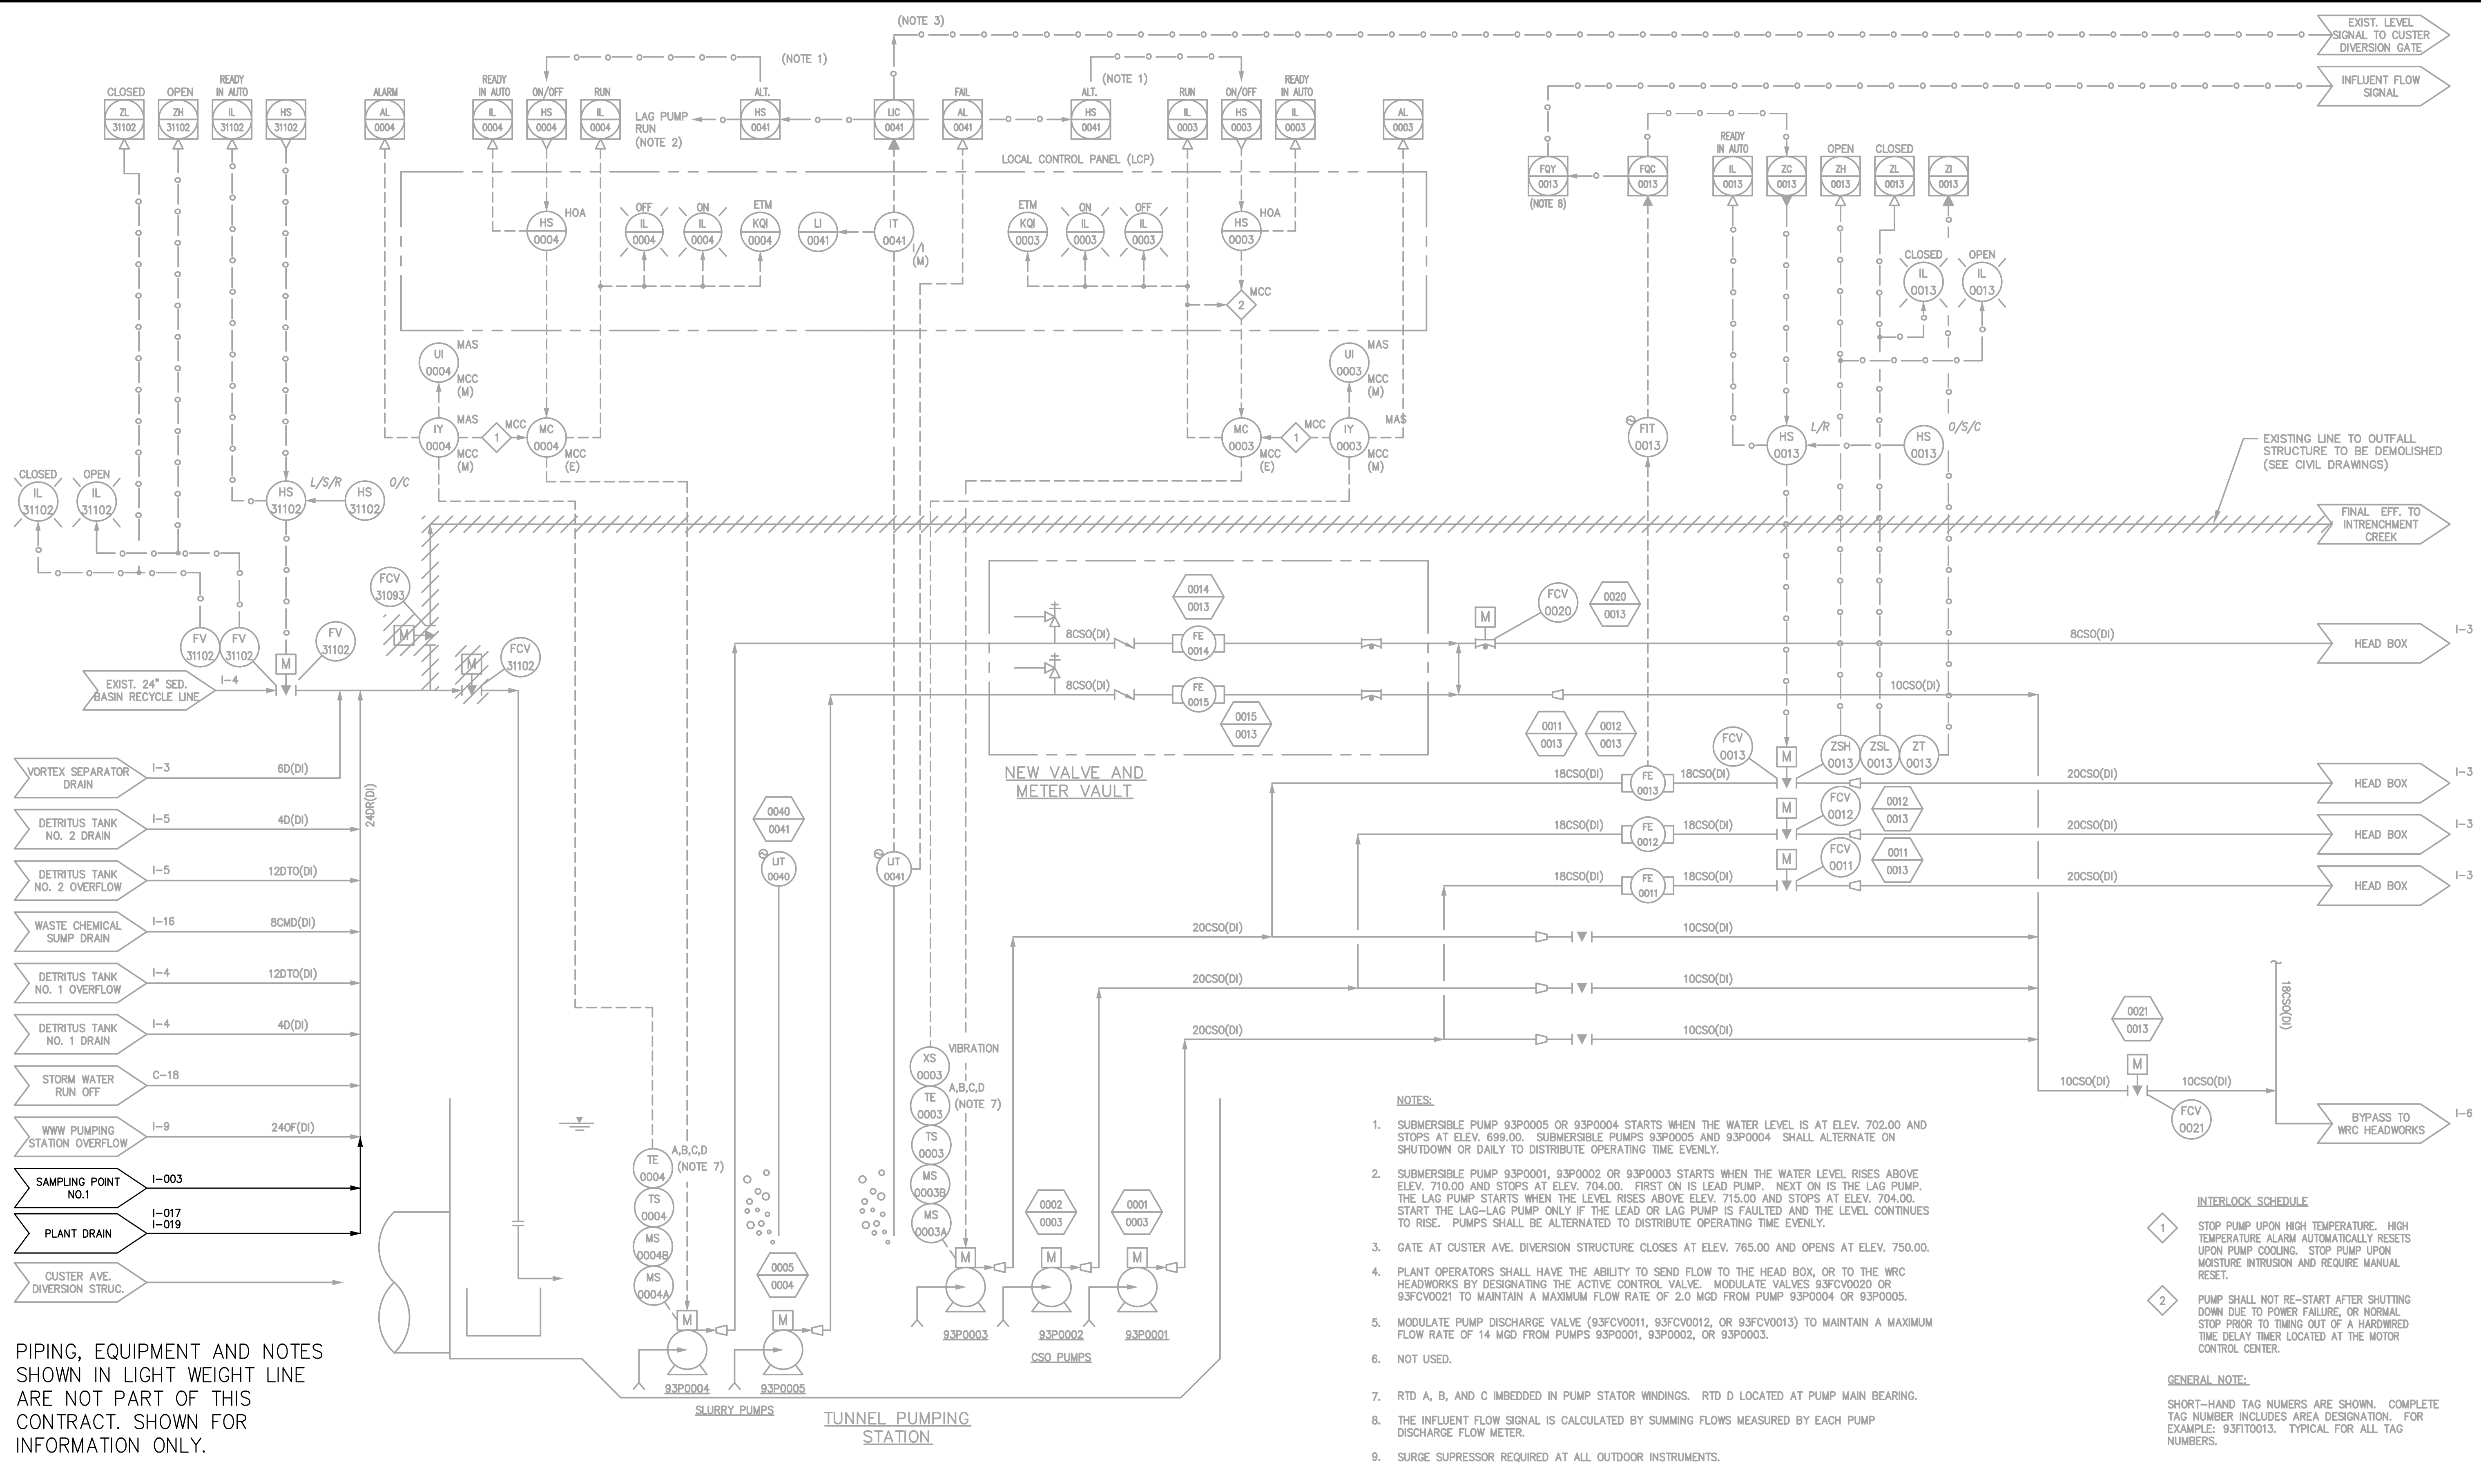 (NOTE 3)
EXIST. LEVEL
SIGNAL TO CUSTER
DIVERSION GATE
(NOTE 1)
(NOTE 1)
INFLUENT FLOW
SIGNAL
CLOSED
ZL
31102
OPEN
ZH
31102
READY
IN AUTO
IL
31102
HS
31102
ALARM
AL
0004
READY
IN AUTO
IL
0004
ON/OFF
HS
0004
RUN
IL
0004
LAG PUMP
RUN
(NOTE 2)
ALT.
HS
0041
LIC
0041
FAIL
AL
0041
ALT.
HS
0041
RUN
IL
0003
ON/OFF
HS
0003
READY
IN AUTO
IL
0003
AL
0003
LOCAL CONTROL PANEL (LCP)
FQY
0013
(NOTE 8)
FQC
0013
READY
IN AUTO
IL
0013
ZC
0013
OPEN
ZH
0013
CLOSED
ZL
0013
ZI
0013
HS
0004
HOA
OFF
IL
0004
ON
IL
0004
ETM
KQI
0004
LI
0041
IT
0041
I/I
(M)
ETM
KQI
0003
ON
IL
0003
OFF
IL
0003
HS
0003
HOA
CLOSED
IL
0013
OPEN
IL
0013
2
MCC
UI
0004
MAS
MCC
(M)
UI
0003
MAS
MCC
(M)
IY
0004
MAS
MCC
(M)
1
MCC
MC
0004
MCC
(E)
MC
0003
MCC
(E)
1
MCC
IY
0003
MAS
MCC
(M)
FIT
0013
HS
0013
L/R
HS
0013
O/S/C
EXISTING LINE TO OUTFALL
STRUCTURE TO BE DEMOLISHED
(SEE CIVIL DRAWINGS)
CLOSED
IL
31102
OPEN
IL
31102
HS
31102
L/S/R
HS
31102
O/C
FINAL EFF. TO
INTRENCHMENT
CREEK
FCV
31093
M
FV
31102
FV
31102
M
FV
31102
M
FCV
31102
EXIST. 24" SED.
BASIN RECYCLE LINE
I-4
0014
0013
8CSO(DI)
FE
0014
M
FCV
0020
0020
0013
8CSO(DI)
HEAD BOX
I-3
8CSO(DI)
FE
0015
0015
0013
10CSO(DI)
NEW VALVE AND
METER VAULT
0011
0013
0012
0013
FCV
0013
M
ZSH
0013
ZSL
0013
ZT
0013
18CSO(DI)
FE
0013
18CSO(DI)
20CSO(DI)
HEAD BOX
I-3
M
FCV
0012
0012
0013
18CSO(DI)
FE
0012
18CSO(DI)
20CSO(DI)
HEAD BOX
I-3
M
FCV
0011
0011
0013
18CSO(DI)
FE
0011
18CSO(DI)
20CSO(DI)
HEAD BOX
I-3
VORTEX SEPARATOR
DRAIN
I-3
6D(DI)
24DR(DI)
DETRITUS TANK
NO. 2 DRAIN
I-5
4D(DI)
DETRITUS TANK
NO. 2 OVERFLOW
I-5
12DTO(DI)
WASTE CHEMICAL
SUMP DRAIN
I-16
8CMD(DI)
DETRITUS TANK
NO. 1 OVERFLOW
I-4
12DTO(DI)
DETRITUS TANK
NO. 1 DRAIN
I-4
4D(DI)
STORM WATER
RUN OFF
C-18
WWW PUMPING
STATION OVERFLOW
I-9
24OF(DI)
SAMPLING POINT
NO.1
I-003
PLANT DRAIN
I-017
I-019
CUSTER AVE.
DIVERSION STRUC.
0040
0041
LIT
0040
LIT
0041
20CSO(DI)
10CSO(DI)
20CSO(DI)
10CSO(DI)
20CSO(DI)
10CSO(DI)
18CSO(DI)
0021
0013
M
10CSO(DI)
10CSO(DI)
FCV
0021
BYPASS TO
WRC HEADWORKS
I-6
XS
0003
VIBRATION
TE
0003
A,B,C,D
(NOTE 7)
TS
0003
MS
0003B
MS
0003A
M
93P0003
0002
0003
M
93P0002
0001
0003
M
93P0001
CSO PUMPS
TE
0004
A,B,C,D
(NOTE 7)
TS
0004
MS
0004B
MS
0004A
M
93P0004
0005
0004
M
93P0005
SLURRY PUMPS
TUNNEL PUMPING
STATION
PIPING, EQUIPMENT AND NOTES
SHOWN IN LIGHT WEIGHT LINE
ARE NOT PART OF THIS
CONTRACT. SHOWN FOR
INFORMATION ONLY.
NOTES:
1. SUBMERSIBLE PUMP 93P0005 OR 93P0004 STARTS WHEN THE WATER LEVEL IS AT ELEV. 702.00 AND
STOPS AT ELEV. 699.00. SUBMERSIBLE PUMPS 93P0005 AND 93P0004 SHALL ALTERNATE ON
SHUTDOWN OR DAILY TO DISTRIBUTE OPERATING TIME EVENLY.
2. SUBMERSIBLE PUMP 93P0001, 93P0002 OR 93P0003 STARTS WHEN THE WATER LEVEL RISES ABOVE
ELEV. 710.00 AND STOPS AT ELEV. 704.00. FIRST ON IS LEAD PUMP. NEXT ON IS THE LAG PUMP.
THE LAG PUMP STARTS WHEN THE LEVEL RISES ABOVE ELEV. 715.00 AND STOPS AT ELEV. 704.00.
START THE LAG-LAG PUMP ONLY IF THE LEAD OR LAG PUMP IS FAULTED AND THE LEVEL CONTINUES
TO RISE. PUMPS SHALL BE ALTERNATED TO DISTRIBUTE OPERATING TIME EVENLY.
3. GATE AT CUSTER AVE. DIVERSION STRUCTURE CLOSES AT ELEV. 765.00 AND OPENS AT ELEV. 750.00.
4. PLANT OPERATORS SHALL HAVE THE ABILITY TO SEND FLOW TO THE HEAD BOX, OR TO THE WRC
HEADWORKS BY DESIGNATING THE ACTIVE CONTROL VALVE. MODULATE VALVES 93FCV0020 OR
93FCV0021 TO MAINTAIN A MAXIMUM FLOW RATE OF 2.0 MGD FROM PUMP 93P0004 OR 93P0005.
5. MODULATE PUMP DISCHARGE VALVE (93FCV0011, 93FCV0012, OR 93FCV0013) TO MAINTAIN A MAXIMUM
FLOW RATE OF 14 MGD FROM PUMPS 93P0001, 93P0002, OR 93P0003.
6. NOT USED.
7. RTD A, B, AND C IMBEDDED IN PUMP STATOR WINDINGS. RTD D LOCATED AT PUMP MAIN BEARING.
8. THE INFLUENT FLOW SIGNAL IS CALCULATED BY SUMMING FLOWS MEASURED BY EACH PUMP
DISCHARGE FLOW METER.
9. SURGE SUPRESSOR REQUIRED AT ALL OUTDOOR INSTRUMENTS.
INTERLOCK SCHEDULE
1 STOP PUMP UPON HIGH TEMPERATURE. HIGH
TEMPERATURE ALARM AUTOMATICALLY RESETS
UPON PUMP COOLING. STOP PUMP UPON
MOISTURE INTRUSION AND REQUIRE MANUAL
RESET.
2 PUMP SHALL NOT RE-START AFTER SHUTTING
DOWN DUE TO POWER FAILURE, OR NORMAL
STOP PRIOR TO TIMING OUT OF A HARDWIRED
TIME DELAY TIMER LOCATED AT THE MOTOR
CONTROL CENTER.
GENERAL NOTE:
SHORT-HAND TAG NUMERS ARE SHOWN. COMPLETE
TAG NUMBER INCLUDES AREA DESIGNATION. FOR
EXAMPLE: 93FIT0013. TYPICAL FOR ALL TAG
NUMBERS.